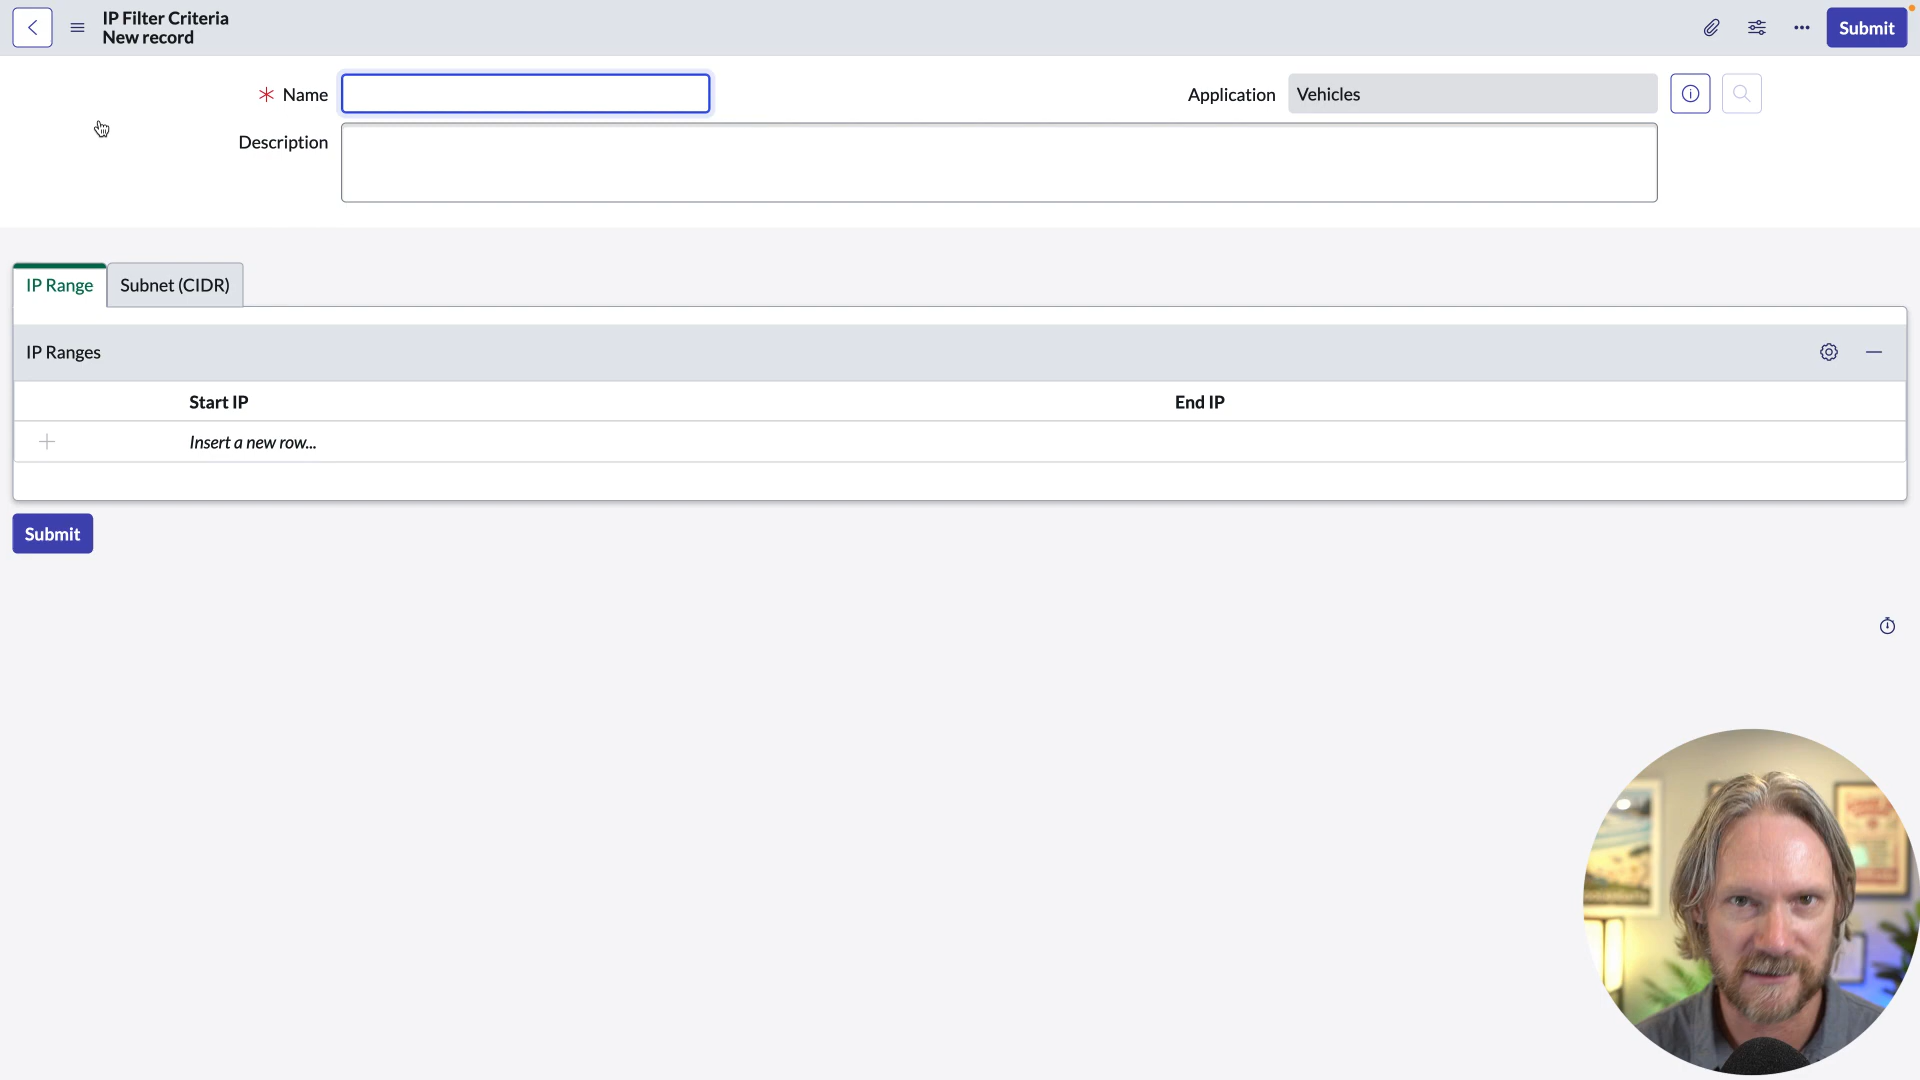 IP Filter Criteria
New record
Submit
* Name
Application
Vehicles
Description
IP Range
Subnet (CIDR)
IP Ranges
Start IP
End IP
Insert a new row...
Submit